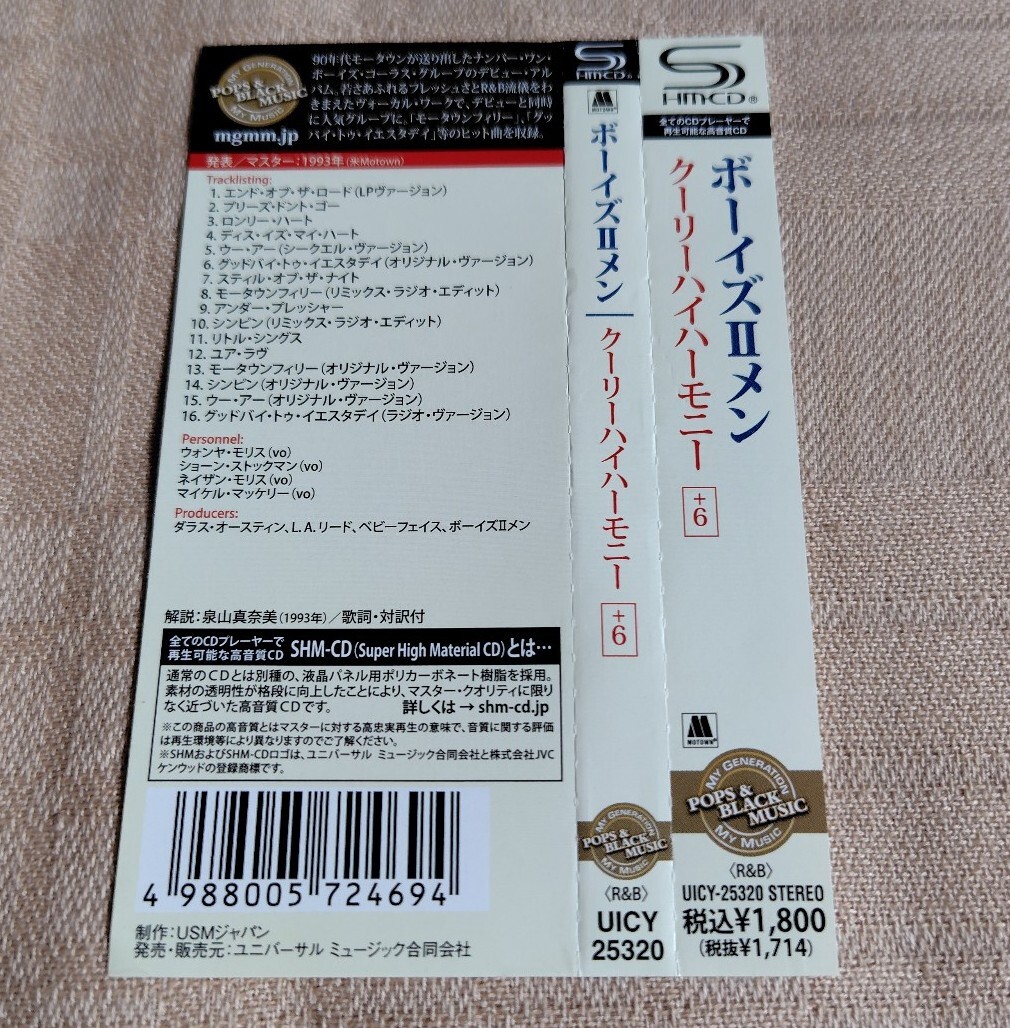 MY GENERATION
POPS & BLACK MUSIC
MY MUSIC
mgmm.jp
90年代モータウンが送り出したナンバー・ワン・
ボーイズ・コーラス・グループのデビュー・アル
バム。若さあふれるフレッシュさとR&B流儀をわ
きまえたヴォーカル・ワークで、デビューと同時
に人気グループに。「モータウンフィリー」、「グッ
バイ・トゥ・イエスタデイ」等のヒット曲を収録。
発表/マスター:1993年(米Motown)
Tracklisting:
1. エンド・オブ・ザ・ロード(LPヴァージョン)
2. プリーズ・ドント・ゴー
3. ロンリー・ハート
4. ディス・イズ・マイ・ハート
5. ウー・アー(シークエル・ヴァージョン)
6. グッドバイ・トゥ・イエスタデイ(オリジナル・ヴァージョン)
7. スティル・オブ・ザ・ナイト
8. モータウンフィリー(リミックス・ラジオ・エディット)
9. アンダー・プレッシャー
10. シンピン(リミックス・ラジオ・エディット)
11. リトル・シングス
12. ユア・ラヴ
13. モータウンフィリー(オリジナル・ヴァージョン)
14. シンピン(オリジナル・ヴァージョン)
15. ウー・アー(オリジナル・ヴァージョン)
16. グッドバイ・トゥ・イエスタデイ(ラジオ・ヴァージョン)
Personnel:
ウォンヤ・モリス(vo)
ショーン・ストックマン(vo)
ネイザン・モリス(vo)
マイケル・マッケリー(vo)
Producers:
ダラス・オースティン、L.A.リード、ベビーフェイス、ボーイズⅡメン
解説:泉山真奈美(1993年)/歌詞・対訳付
全てのCDプレーヤーで
再生可能な高音質CD
SHM-CD(Super High Material CD)とは…
通常のCDとは別種の、液晶パネル用ポリカーボネート樹脂を採用。
素材の透明性が格段に向上したことにより、マスター・クオリティに限り
なく近づいた高音質CDです。 詳しくは→shm-cd.jp
※この商品の高音質とはマスターに対する高忠実再生の意味で、音質に関する評価
は再生環境等により異なりますのでご了解ください。
※SHMおよびSHM-CDロゴは、ユニバーサル ミュージック合同会社と株式会社JVC
ケンウッドの登録商標です。
4 988005 724694
制作:USMジャパン
発売・販売元:ユニバーサル ミュージック合同会社
SHM-CD
MOTOWN
ボーイズⅡメン
クーリーハイハーモニー
+6
MY GENERATION
POPS & BLACK MUSIC
MY MUSIC
〈R&B〉
UICY
25320
SHM-CD®
全てのCDプレーヤーで
再生可能な高音質CD
ボーイズⅡメン
クーリーハイハーモニー
+6
MOTOWN
MY GENERATION
POPS & BLACK MUSIC
MY MUSIC
〈R&B〉
UICY-25320 STEREO
税込¥1,800
(税抜¥1,714)